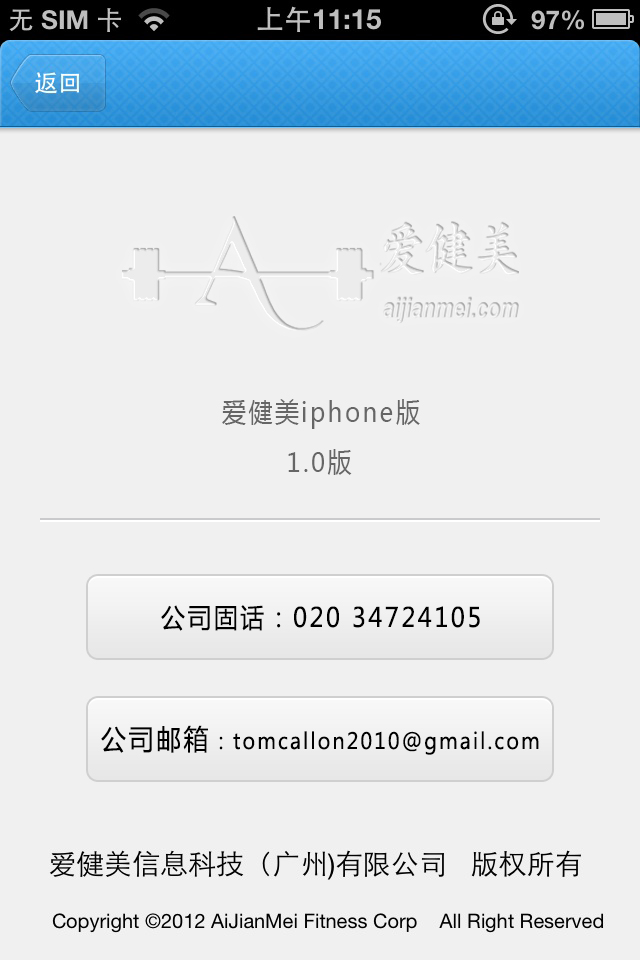 无 SIM 卡 上午11:15 97%
返回
爱健美
aijianmei.com
爱健美iphone版
1.0版
公司固话：020 34724105
公司邮箱：tomcallon2010@gmail.com
爱健美信息科技（广州)有限公司 版权所有
Copyright ©2012 AiJianMei Fitness Corp All Right Reserved